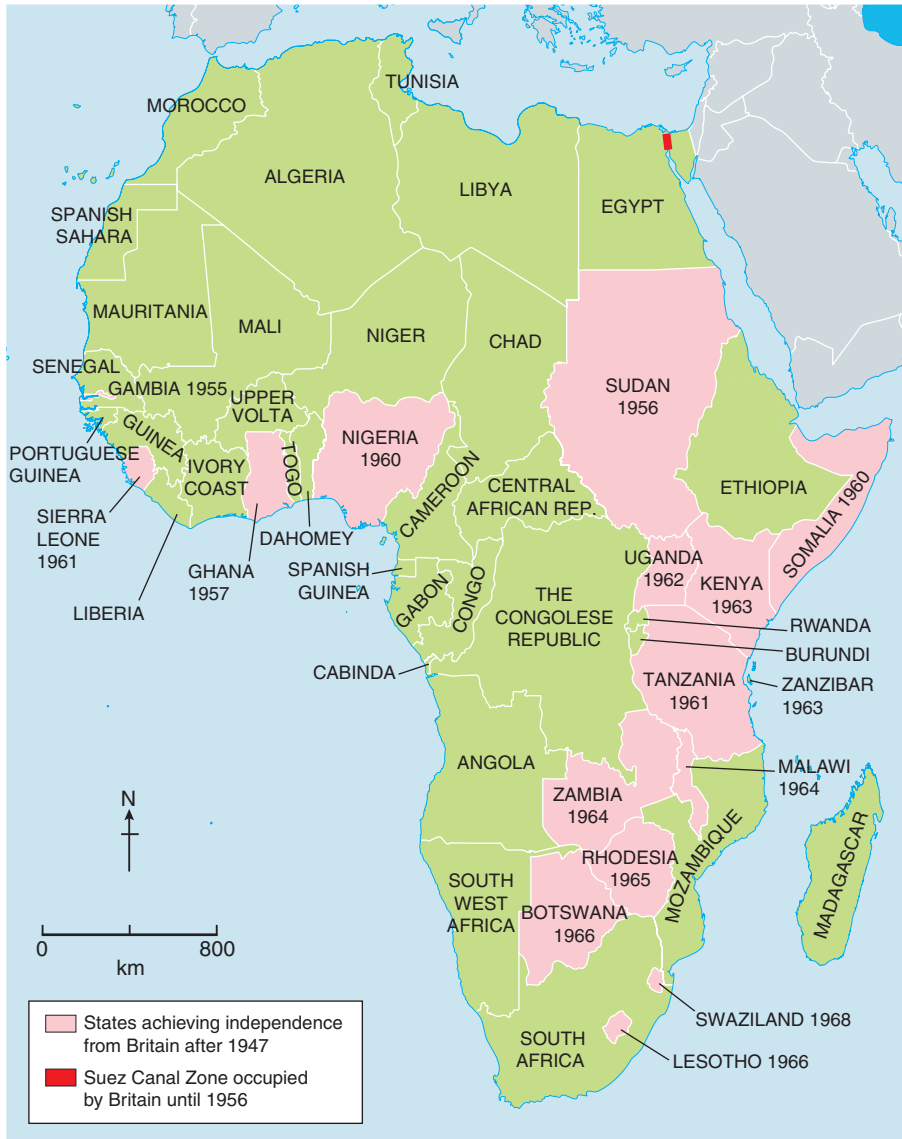 TUNISIA
MOROCCO
ALGERIA
LIBYA
EGYPT
SPANISH
SAHARA
MAURITANIA
MALI
NIGER
CHAD
SUDAN
1956
SENEGAL
GAMBIA 1955
UPPER
VOLTA
NIGERIA
1960
GUINEA
PORTUGUESE
GUINEA
IVORY
COAST
TOGO
CAMEROON
CENTRAL
AFRICAN REP.
ETHIOPIA
SOMALIA 1960
SIERRA
LEONE
1961
DAHOMEY
GHANA
1957
SPANISH
GUINEA
LIBERIA
GABON
CONGO
THE
CONGOLESE
REPUBLIC
UGANDA
1962
KENYA
1963
RWANDA
BURUNDI
CABINDA
TANZANIA
1961
ZANZIBAR
1963
ANGOLA
MALAWI
1964
ZAMBIA
1964
N
RHODESIA
1965
MOZAMBIQUE
MADAGASCAR
SOUTH
WEST
AFRICA
BOTSWANA
1966
0 800
km
SWAZILAND 1968
SOUTH
AFRICA
LESOTHO 1966
States achieving independence
from Britain after 1947
Suez Canal Zone occupied
by Britain until 1956